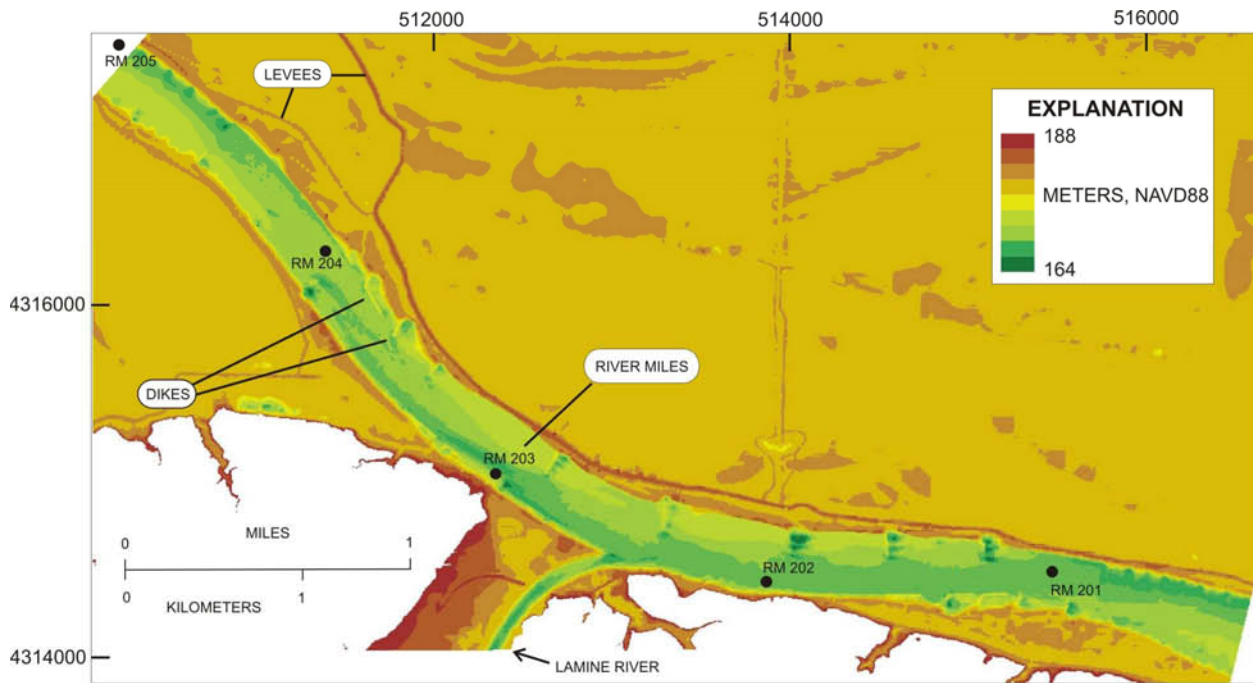 512000
514000
516000
RM 205
LEVEES
EXPLANATION
188
METERS, NAVD88
164
RM 204
4316000
DIKES
RIVER MILES
RM 203
MILES
0 1
0 1
KILOMETERS
RM 202
RM 201
4314000
LAMINE RIVER